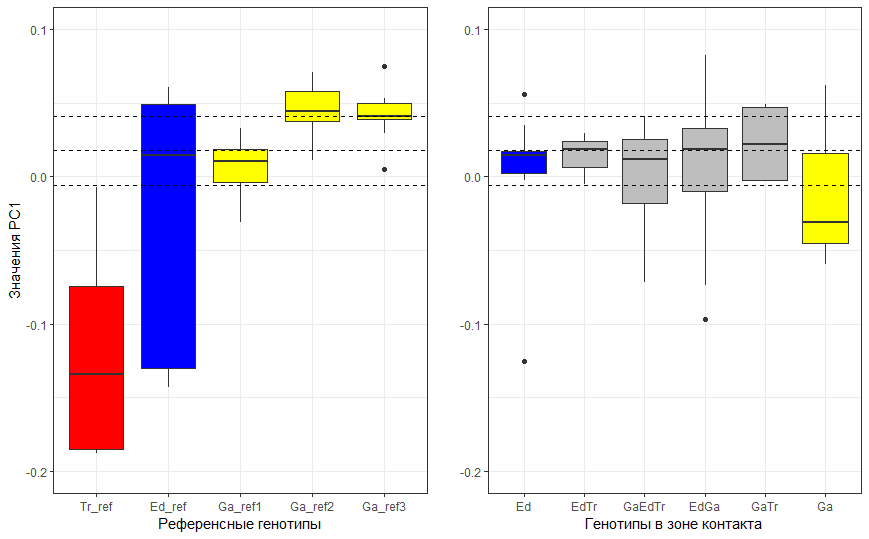 Значения PC1
0.1
0.0
-0.1
-0.2
Tr_ref Ed_ref Ga_ref1 Ga_ref2 Ga_ref3
Референсные генотипы
0.1
0.0
-0.1
-0.2
Ed EdTr GaEdTr EdGa GaTr Ga
Генотипы в зоне контакта